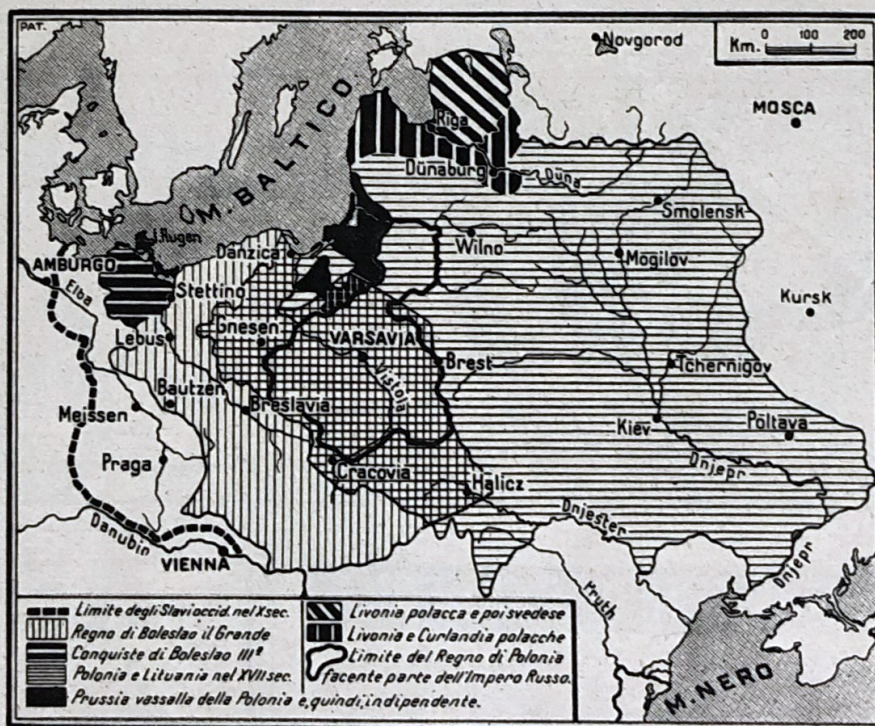 PAT.
Novgorod
Km. 0 100 200
MOSCA
M. BALTICO
Riga
Dünaburg
Düna
Smolensk
Wilno
Mogilov
I. Rugen
Danzica
AMBURGO
Elba
Stettino
Kursk
Gnesen
VARSAVIA
Lebus
Brest
Tchernigov
Vistola
Bautzen
Breslavia
Meissen
Kiev
Pöltava
Praga
Cracovia
Halicz
Dnjepr
Dnjester
Danubin
VIENNA
Dnjepr
Pruth
M. NERO
Limite degli Slavi occid. nel X sec.
Regno di Boleslao il Grande
Conquiste di Boleslao IIIº
Polonia e Lituania nel XVII sec.
Prussia vassalla della Polonia e, quindi, indipendente.
Livonia polacca e poi svedese
Livonia e Curlandia polacche
Limite del Regno di Polonia
facente parte dell'Impero Russo.